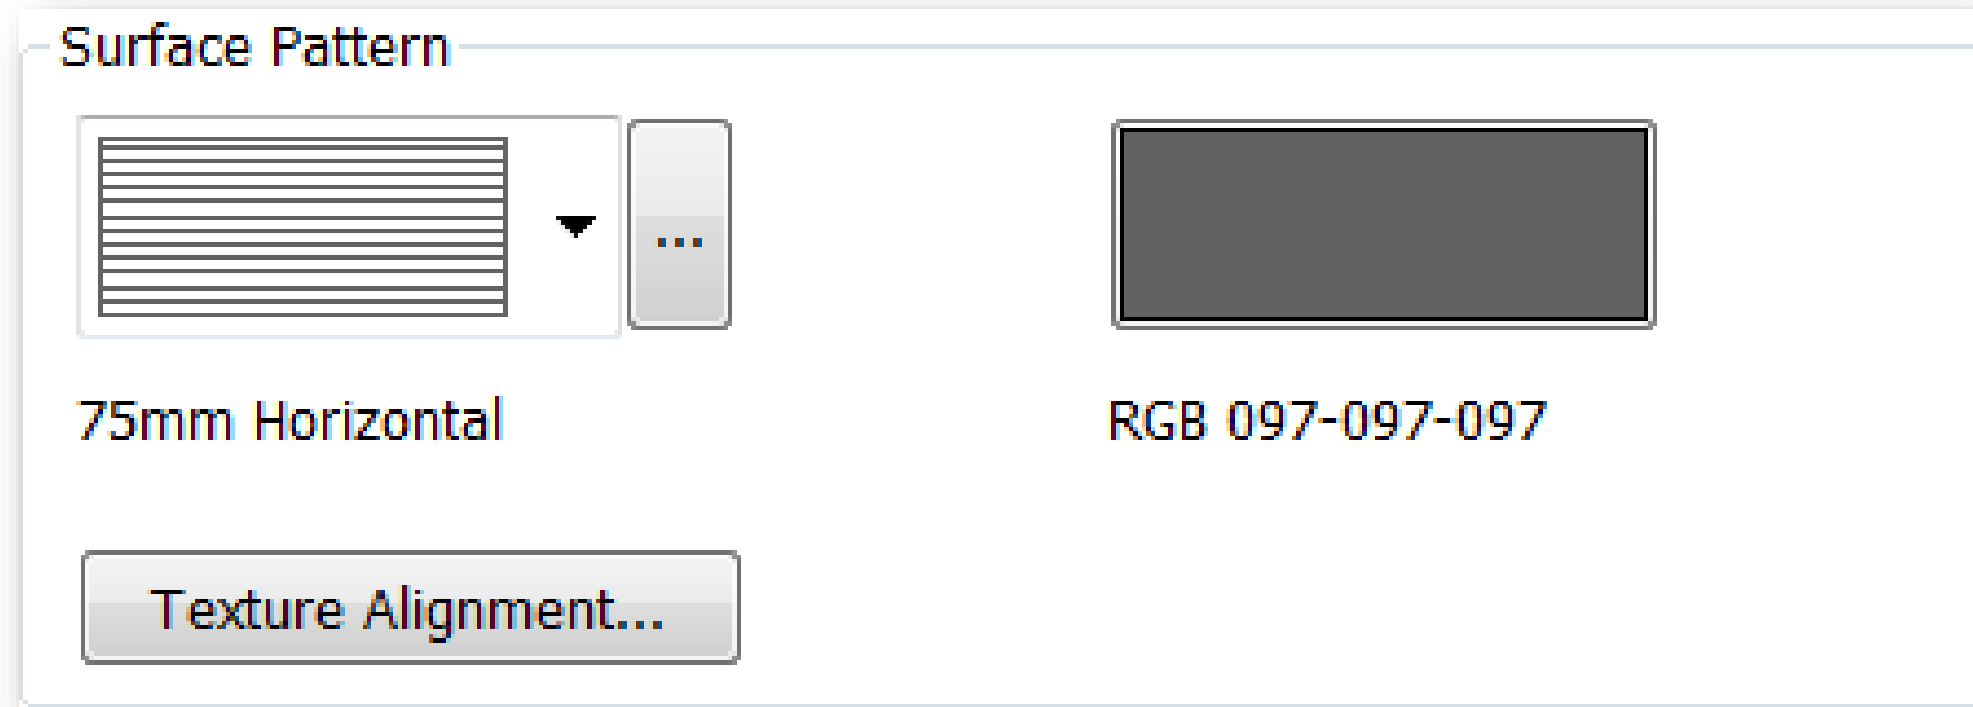 Surface Pattern
...
75mm Horizontal
RGB 097-097-097
Texture Alignment...